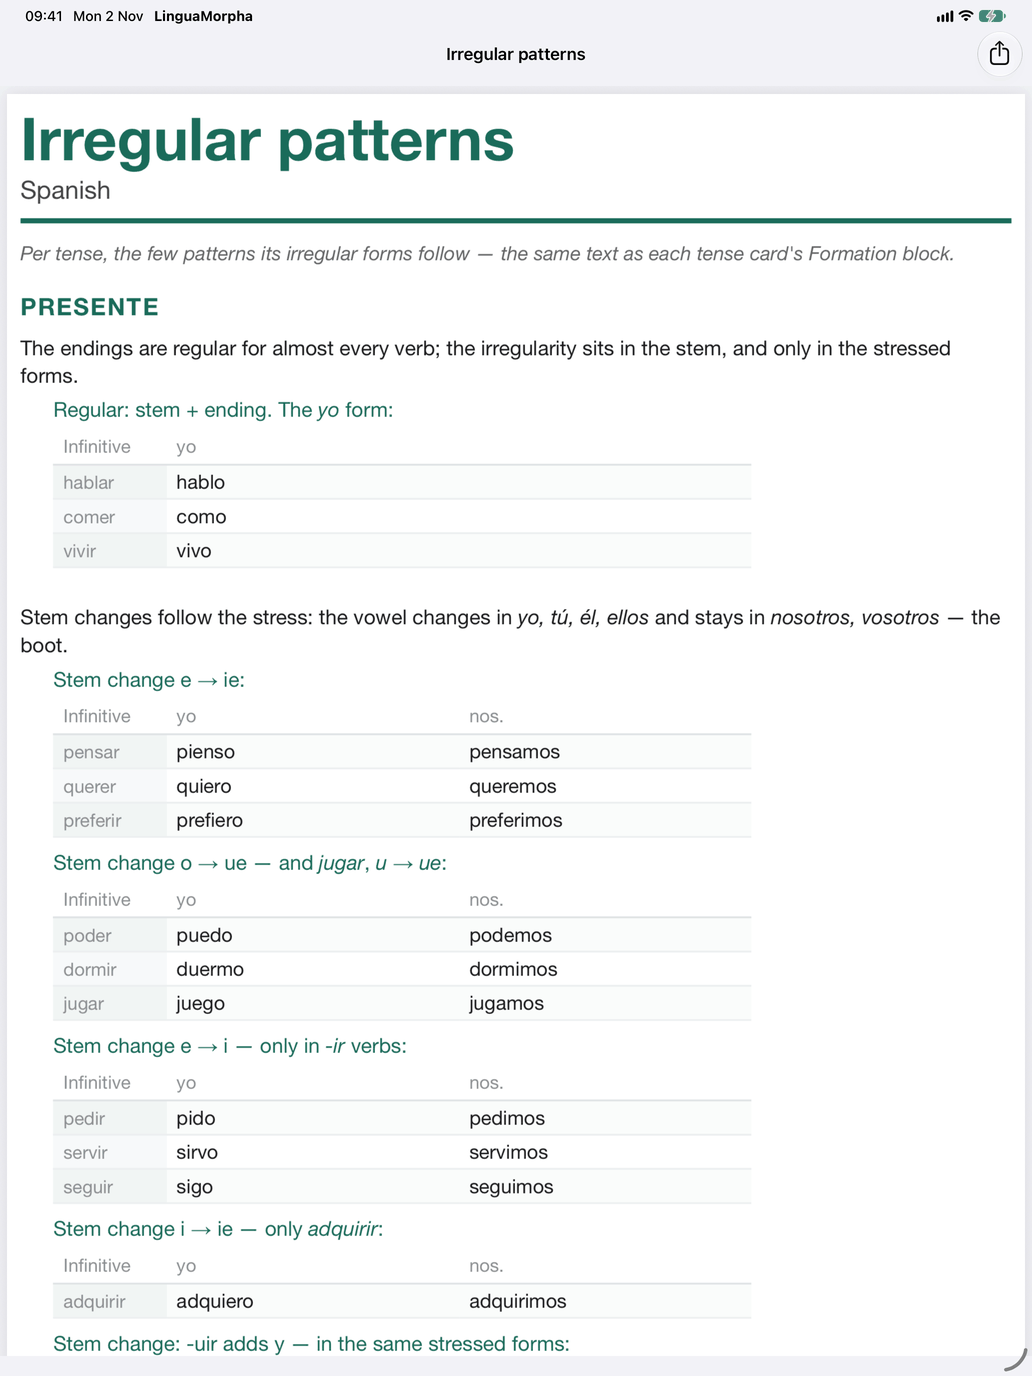 09:41 Mon 2 Nov LinguaMorpha
Irregular patterns
Irregular patterns
Spanish
Per tense, the few patterns its irregular forms follow — the same text as each tense card's Formation block.
PRESENTE
The endings are regular for almost every verb; the irregularity sits in the stem, and only in the stressed
forms.
Regular: stem + ending. The yo form:
Infinitive yo
hablar hablo
comer como
vivir vivo
Stem changes follow the stress: the vowel changes in yo, tú, él, ellos and stays in nosotros, vosotros — the
boot.
Stem change e → ie:
Infinitive yo nos.
pensar pienso pensamos
querer quiero queremos
preferir prefiero preferimos
Stem change o → ue — and jugar, u → ue:
Infinitive yo nos.
poder puedo podemos
dormir duermo dormimos
jugar juego jugamos
Stem change e → i — only in -ir verbs:
Infinitive yo nos.
pedir pido pedimos
servir sirvo servimos
seguir sigo seguimos
Stem change i → ie — only adquirir:
Infinitive yo nos.
adquirir adquiero adquirimos
Stem change: -uir adds y — in the same stressed forms: